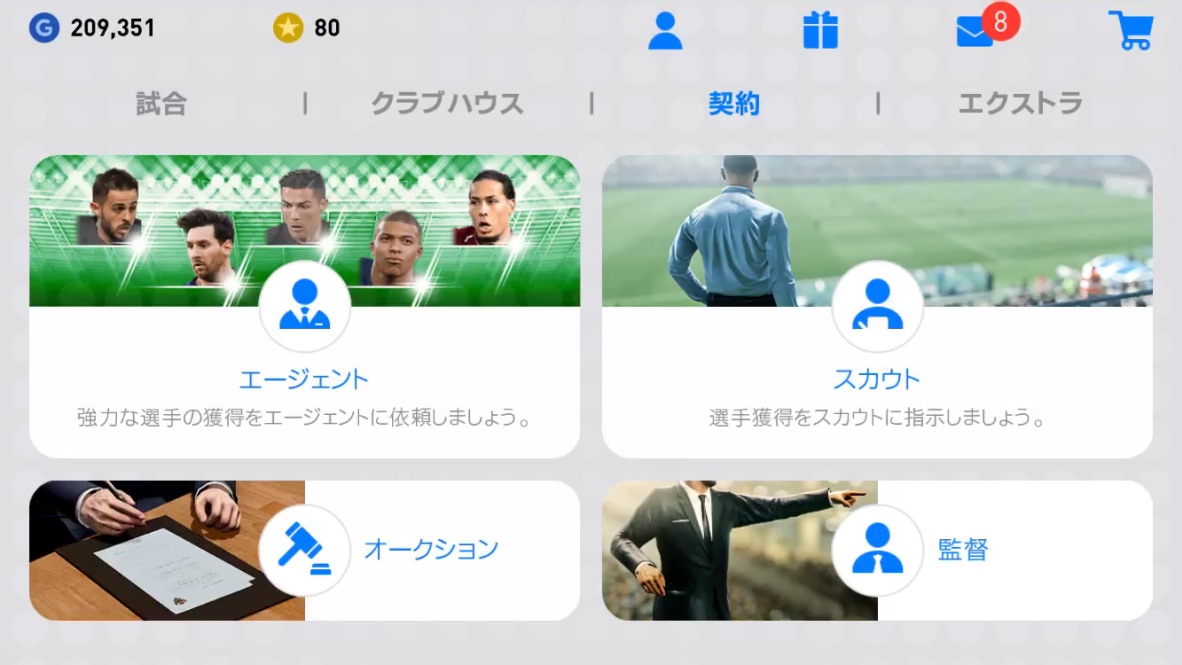 G 209,351 80 8
試合 | クラブハウス | 契約 | エクストラ
エージェント
強力な選手の獲得をエージェントに依頼しましょう。
スカウト
選手獲得をスカウトに指示しましょう。
オークション
監督